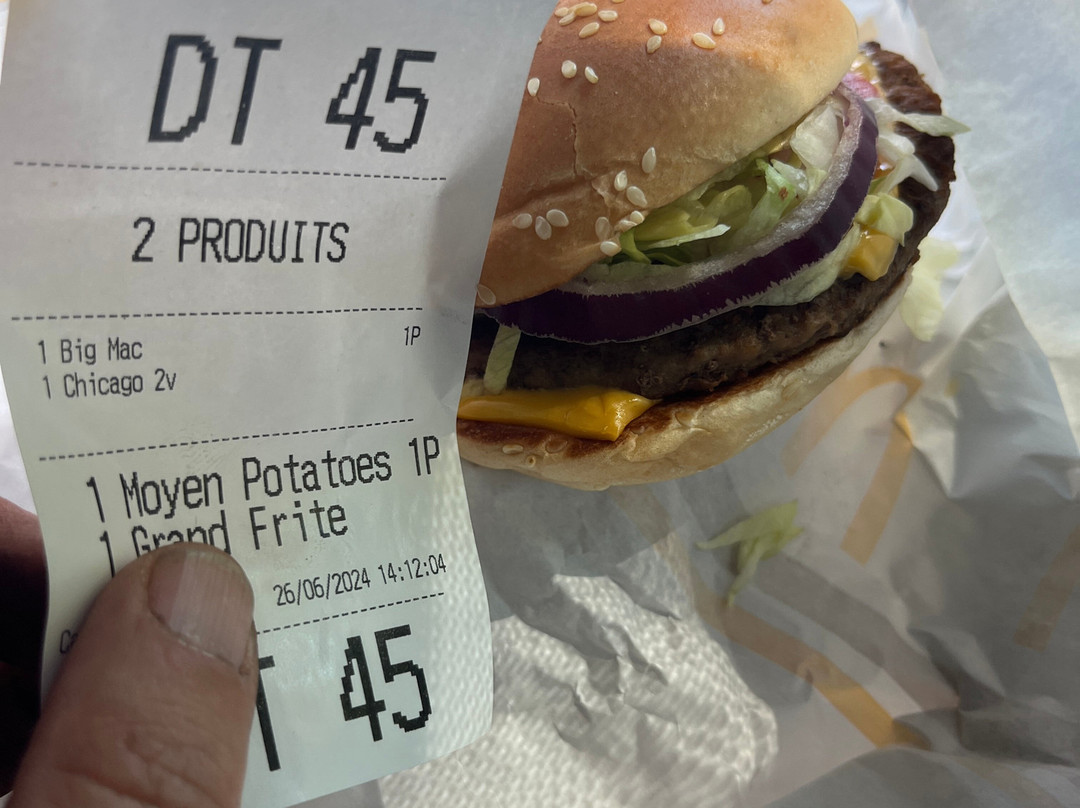 DT 45
2 PRODUITS
1 Big Mac 1P
1 Chicago 2v
1 Moyen Potatoes 1P
1 Grand Frite
26/06/2024 14:12:04
T 45